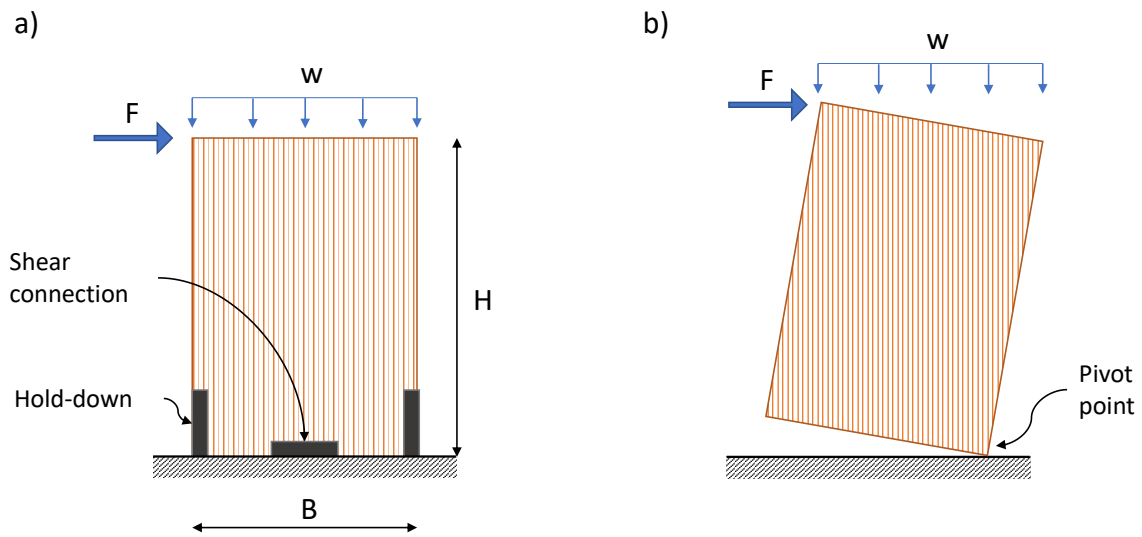 a)
w
F
Shear
connection
H
Hold-down
B
b)
w
F
Pivot
point